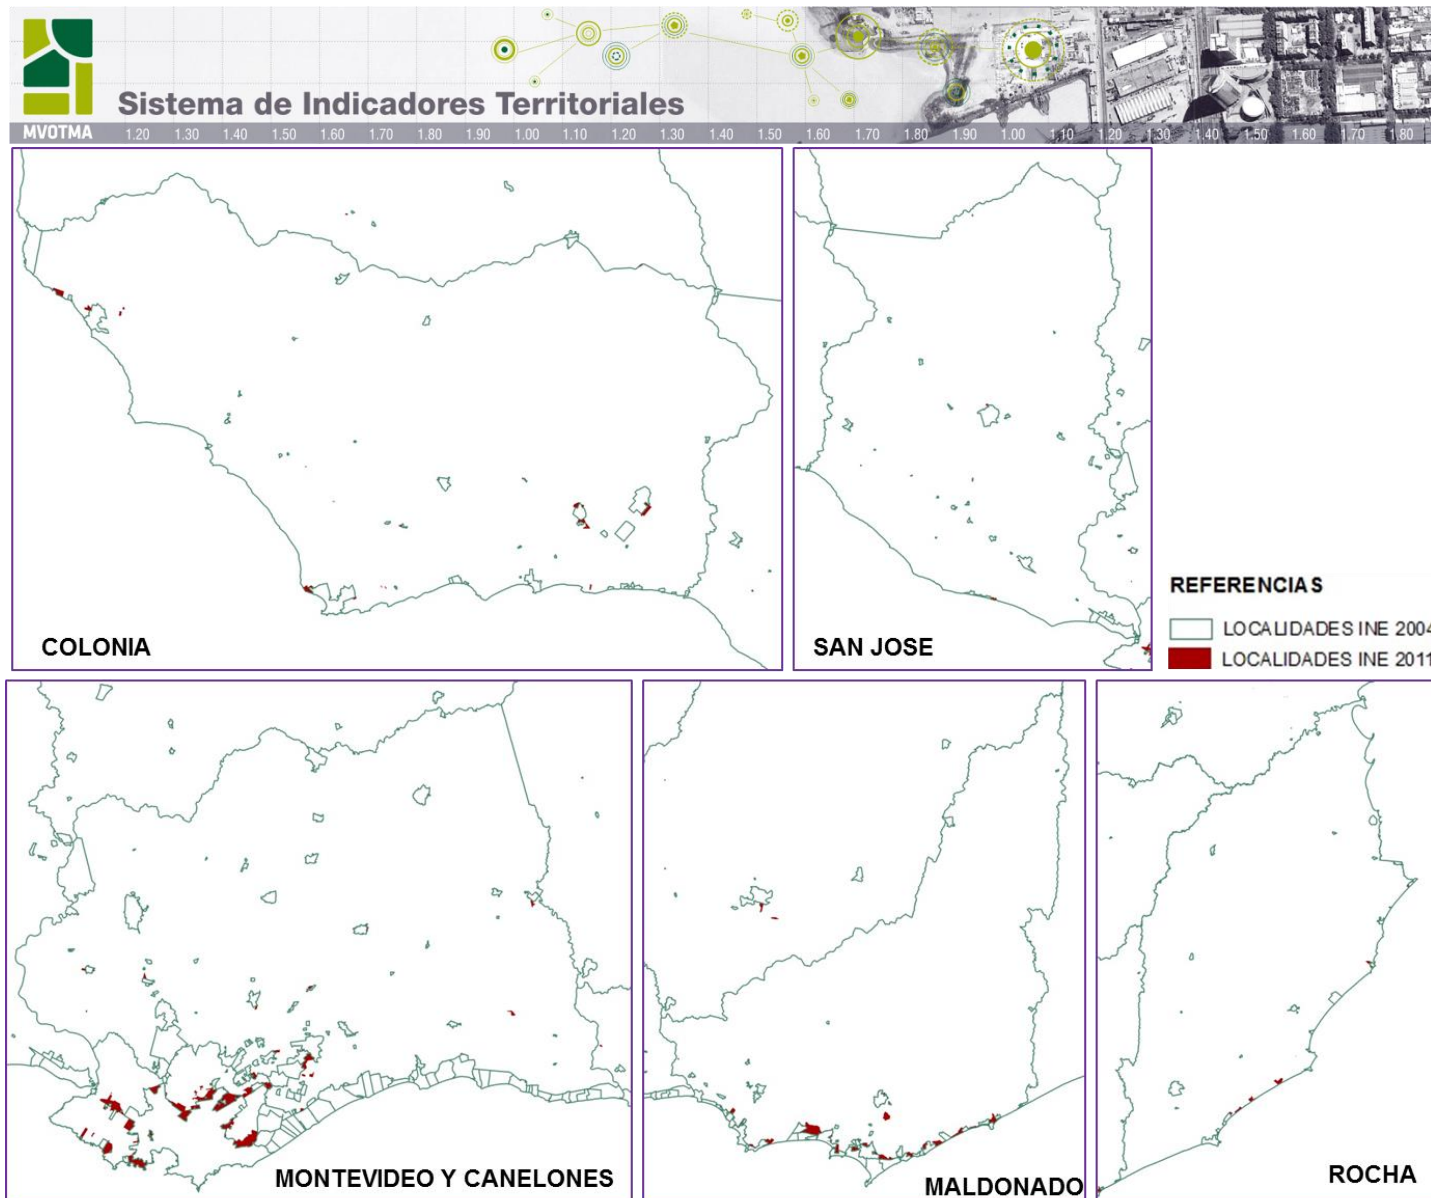 Sistema de Indicadores Territoriales
MVOTMA
1.20 1.30 1.40 1.50 1.60 1.70 1.80 1.90 1.00 1.10 1.20 1.30 1.40 1.50 1.60 1.70 1.80 1.90 1.00 1.10 1.20 1.30 1.40 1.50 1.60 1.70 1.80
COLONIA
SAN JOSE
REFERENCIAS
LOCALIDADES INE 2004
LOCALIDADES INE 2011
MONTEVIDEO Y CANELONES
MALDONADO
ROCHA